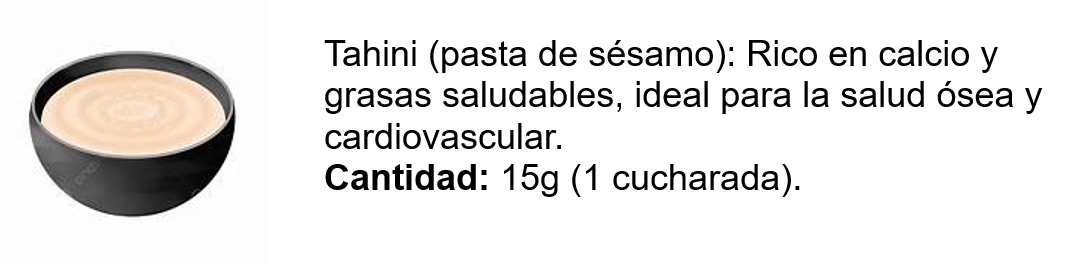 Tahini (pasta de sésamo): Rico en calcio y
grasas saludables, ideal para la salud ósea y
cardiovascular.
Cantidad: 15g (1 cucharada).